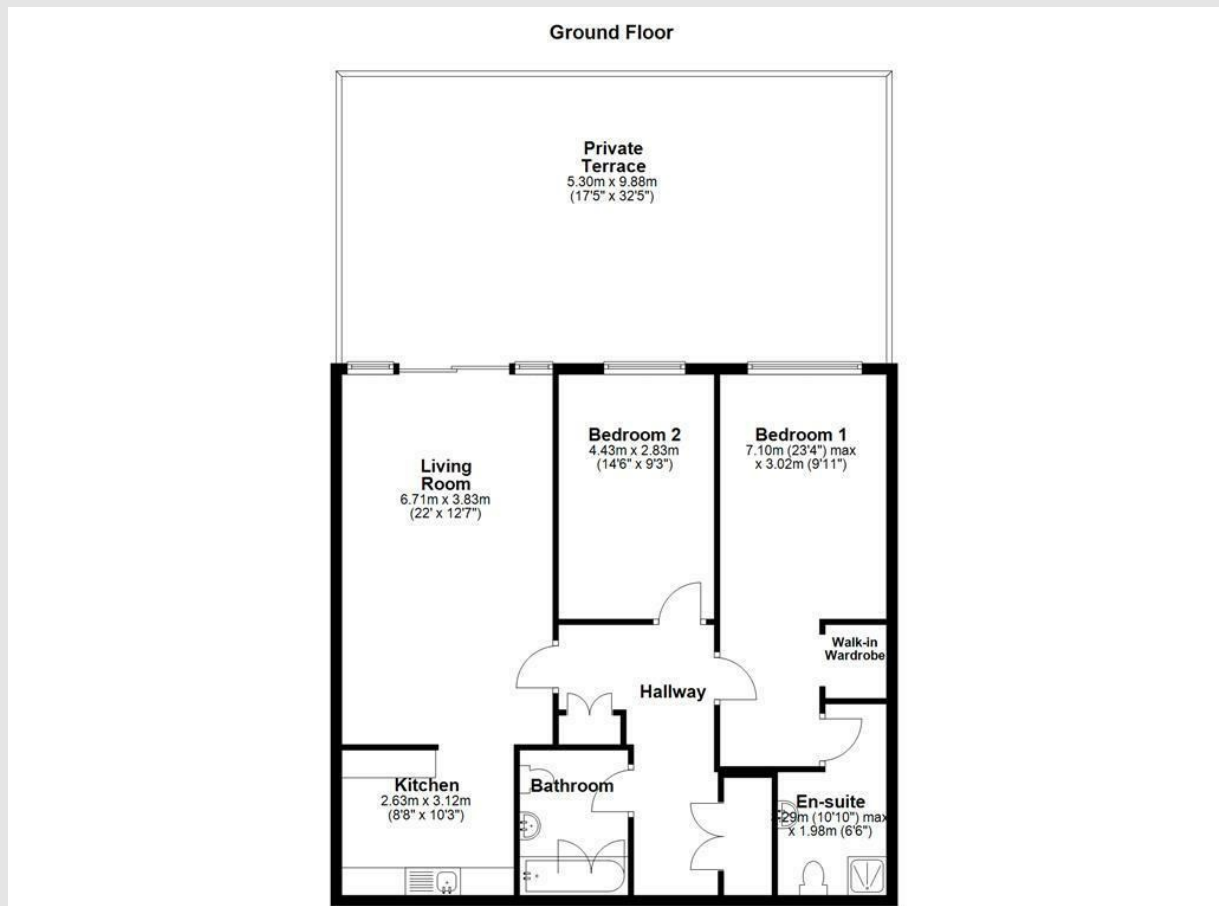 Ground Floor
Private
Terrace
5.30m x 9.88m
(17'5" x 32'5")
Bedroom 2
4.43m x 2.83m
(14'6" x 9'3")
Bedroom 1
7.10m (23'4") max
x 3.02m (9'11")
Living
Room
6.71m x 3.83m
(22' x 12'7")
Walk-in
Wardrobe
Hallway
Kitchen
2.63m x 3.12m
(8'8" x 10'3")
Bathroom
En-suite
3.29m (10'10") max
x 1.98m (6'6")